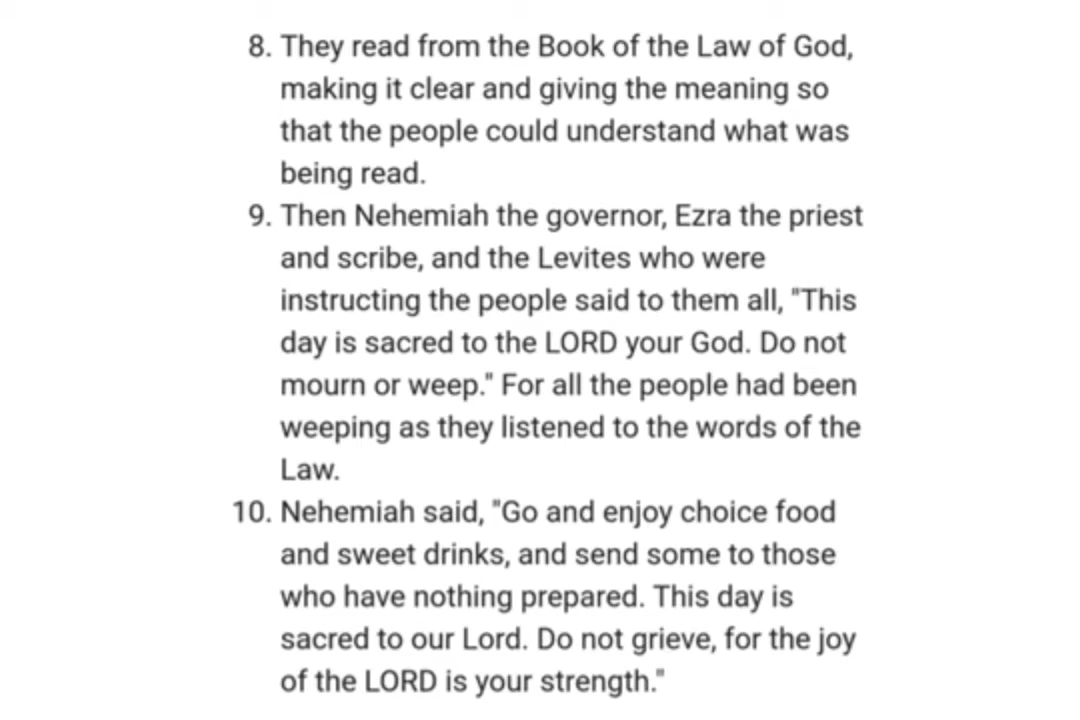 8. They read from the Book of the Law of God,
making it clear and giving the meaning so
that the people could understand what was
being read.
9. Then Nehemiah the governor, Ezra the priest
and scribe, and the Levites who were
instructing the people said to them all, "This
day is sacred to the LORD your God. Do not
mourn or weep." For all the people had been
weeping as they listened to the words of the
Law.
10. Nehemiah said, "Go and enjoy choice food
and sweet drinks, and send some to those
who have nothing prepared. This day is
sacred to our Lord. Do not grieve, for the joy
of the LORD is your strength."